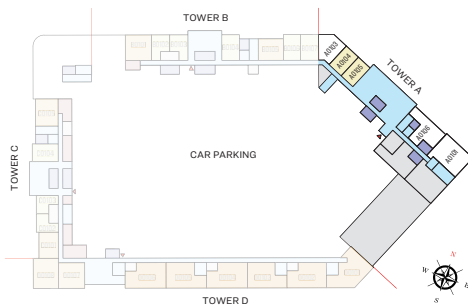 TOWER B
A0103
A0104
A0105
TOWER A
TOWER C
CAR PARKING
A0106
A0101
TOWER D
N
W
E
S